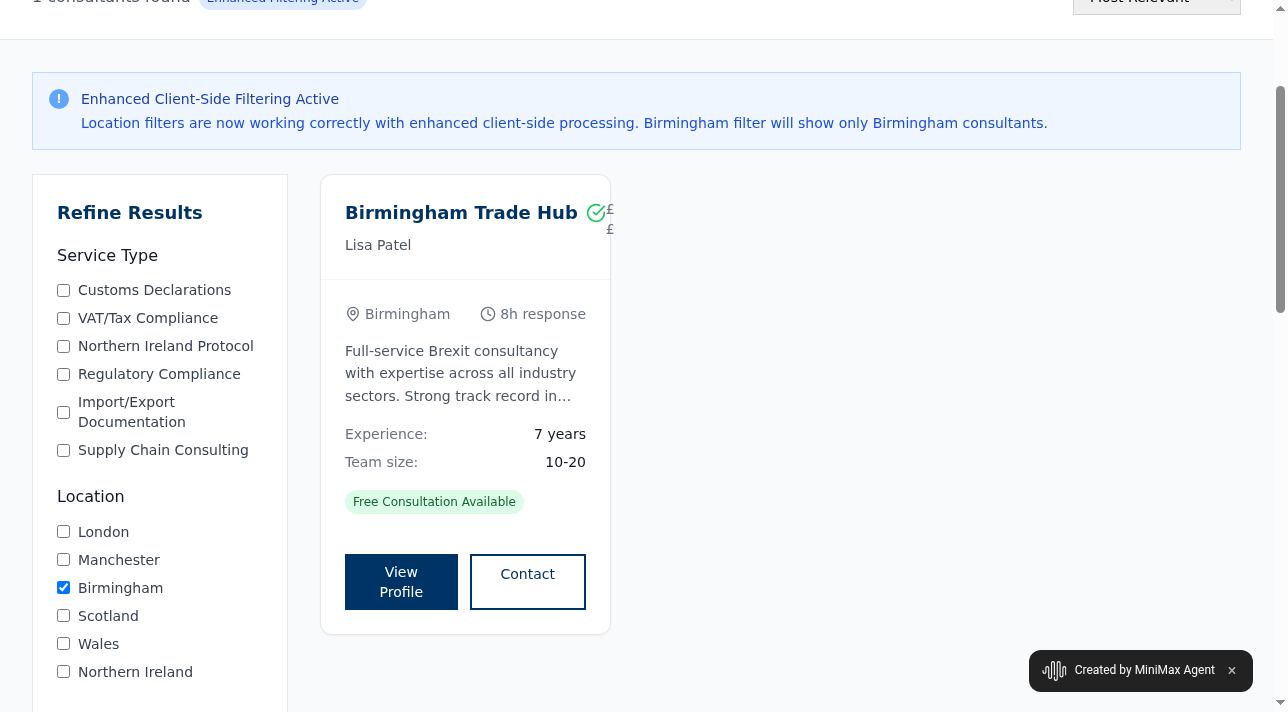 1 consultants found
Enhanced Filtering Active
Most Relevant
!
Enhanced Client-Side Filtering Active
Location filters are now working correctly with enhanced client-side processing. Birmingham filter will show only Birmingham consultants.
Refine Results
Service Type
Customs Declarations
VAT/Tax Compliance
Northern Ireland Protocol
Regulatory Compliance
Import/Export
Documentation
Supply Chain Consulting
Location
London
Manchester
Birmingham
Scotland
Wales
Northern Ireland
Birmingham Trade Hub
£
£
Lisa Patel
Birmingham
8h response
Full-service Brexit consultancy
with expertise across all industry
sectors. Strong track record in...
Experience: 7 years
Team size: 10-20
Free Consultation Available
View
Profile
Contact
Created by MiniMax Agent ×